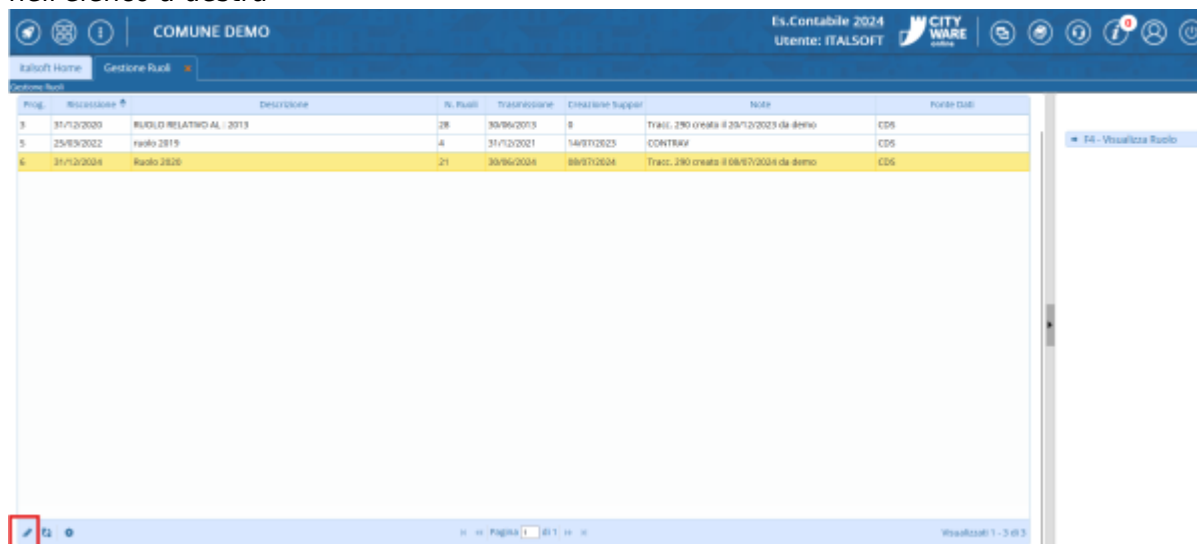 nell'elenco a destra
COMUNE DEMO
Es.Contabile 2024
Utente: ITALSOFT
CITY WARE online
0
italsoft Home
Gestione Ruoli
Gestione Ruoli
Prog. Riscossione Descrizione N. Ruoli Trasmissione Creazione Suppor Note Fonte Dati
3 31/12/2020 RUOLO RELATIVO AL : 2013 28 30/06/2013 0 Tracc. 290 creato il 20/12/2023 da demo CDS
5 25/03/2022 ruolo 2019 4 31/12/2021 14/07/2023 CONTRAV CDS
6 31/12/2024 Ruolo 2020 21 30/06/2024 08/07/2024 Tracc. 290 creato il 08/07/2024 da demo CDS
F4 - Visualizza Ruolo
Pagina 1 di 1
Visualizzati 1 - 3 di 3